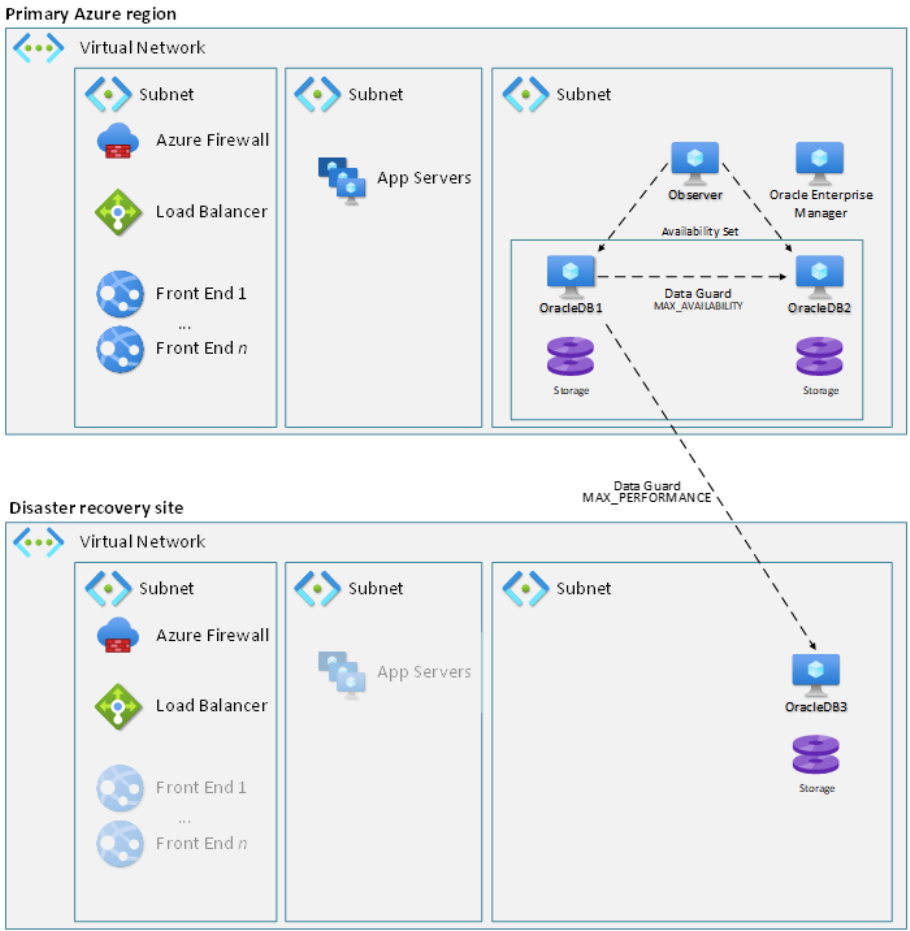 Primary Azure region
Virtual Network
Subnet
Azure Firewall
Load Balancer
Front End 1
...
Front End n
Subnet
App Servers
Subnet
Observer
Oracle Enterprise
Manager
Availability Set
OracleDB1
Data Guard
MAX_AVAILABILITY
OracleDB2
Storage
Storage
Data Guard
MAX_PERFORMANCE
Disaster recovery site
Virtual Network
Subnet
Azure Firewall
Load Balancer
Front End 1
...
Front End n
Subnet
App Servers
Subnet
OracleDB3
Storage